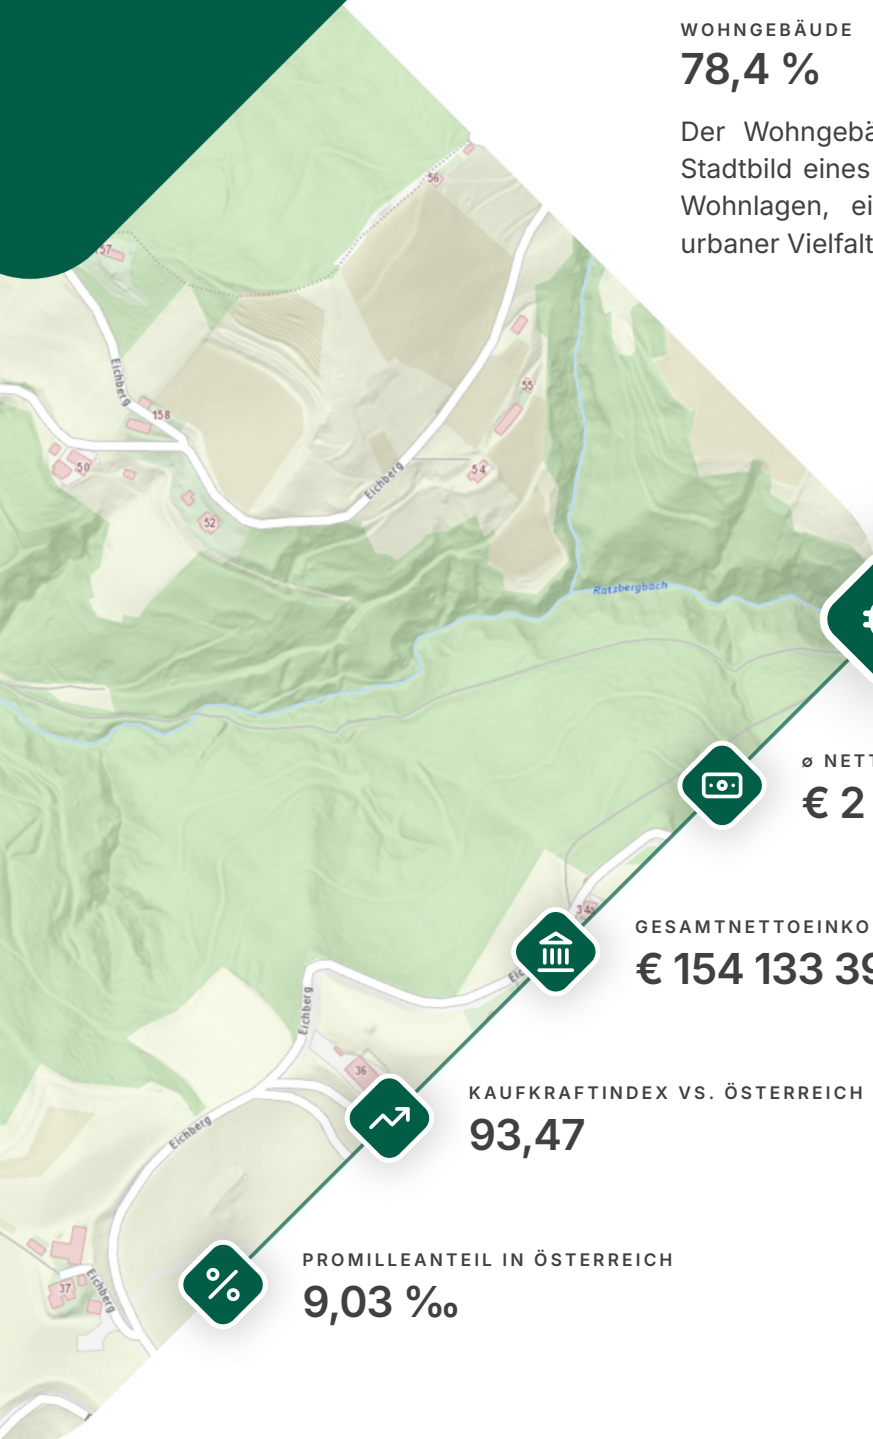 WOHNGEBÄUDE
78,4 %
Der Wohngebä
Stadtbild eines
Wohnlagen, ei
urbaner Vielfalt
56
57
Eichberg
55
158
50
54
Eichberg
52
Ratzbergbach
ø NETT
€ 2
34a
GESAMTNETTOEINKO
€ 154 133 39
Eic
Eichberg
36
KAUFKRAFTINDEX VS. ÖSTERREICH
93,47
Eichberg
PROMILLEANTEIL IN ÖSTERREICH
9,03 ‰
37
Eichberg